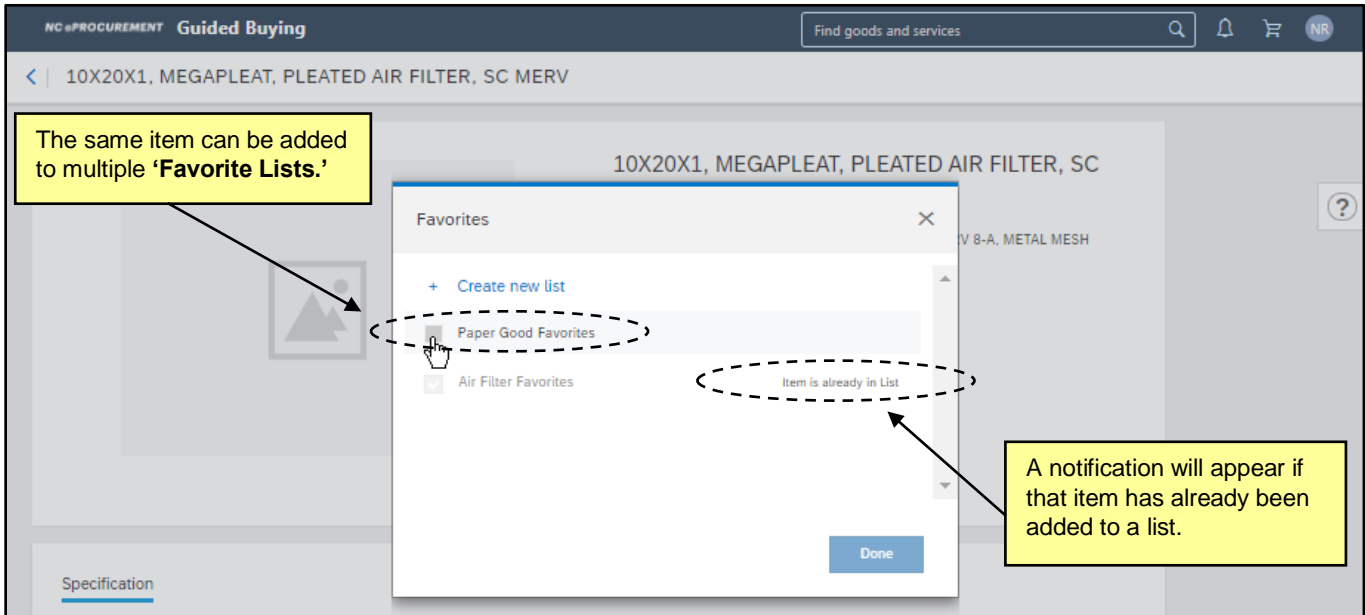 NC ePROCUREMENT Guided Buying
Find goods and services
NR
10X20X1, MEGAPLEAT, PLEATED AIR FILTER, SC MERV
The same item can be added
to multiple ‘Favorite Lists.’
10X20X1, MEGAPLEAT, PLEATED AIR FILTER, SC
Favorites
8-A, METAL MESH
?
+ Create new list
Paper Good Favorites
Air Filter Favorites
Item is already in List
A notification will appear if
that item has already been
added to a list.
Done
Specification